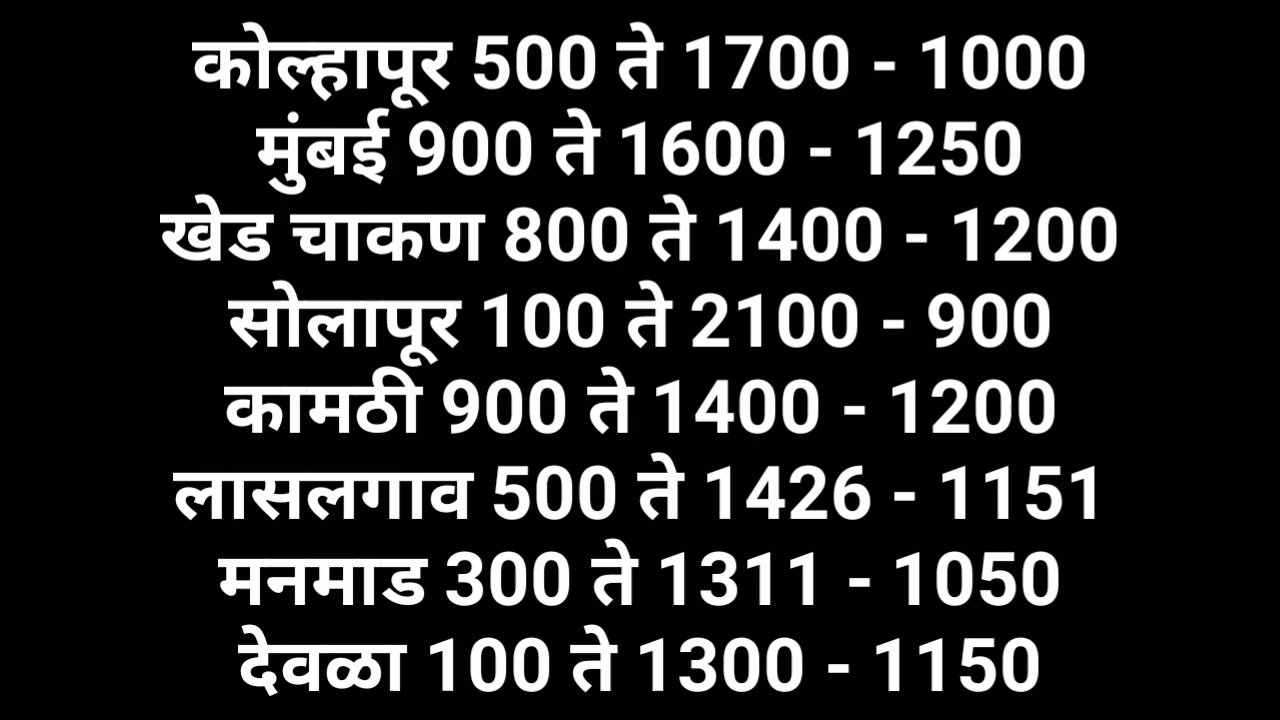 कोल्हापूर 500 ते 1700 - 1000
मुंबई 900 ते 1600 - 1250
खेड चाकण 800 ते 1400 - 1200
सोलापूर 100 ते 2100 - 900
कामठी 900 ते 1400 - 1200
लासलगाव 500 ते 1426 - 1151
मनमाड 300 ते 1311 - 1050
देवळा 100 ते 1300 - 1150